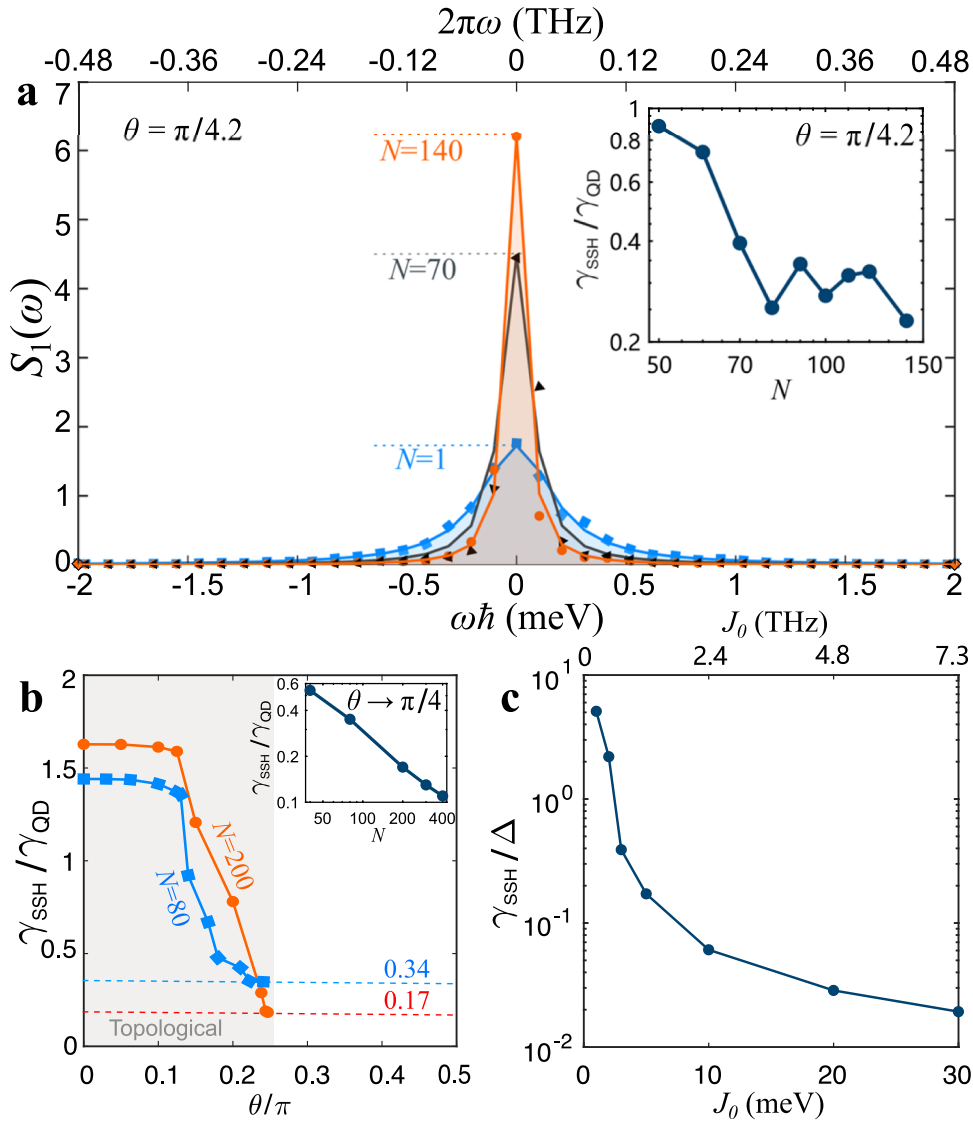 2πω (THz)
-0.48 -0.36 -0.24 -0.12 0 0.12 0.24 0.36 0.48
a
7
6
5
4
3
2
1
0
S₁(ω)
θ = π/4.2
N=140
N=70
N=1
1
0.8
0.6
0.4
0.2
γSSH/γQD
θ = π/4.2
50 70 100 150
N
-2 -1.5 -1 -0.5 0 0.5 1 1.5 2
ωħ (meV)
b
2
1.5
1
0.5
0
γSSH/γQD
N=200
N=80
0.34
0.17
Topological
0 0.1 0.2 0.3 0.4 0.5
θ/π
0.6
0.4
0.2
0.1
γSSH/γQD
θ → π/4
50 100 200 400
N
J₀ (THz)
0 2.4 4.8 7.3
c
10¹
10⁰
10⁻¹
10⁻²
γSSH/Δ
0 10 20 30
J₀ (meV)